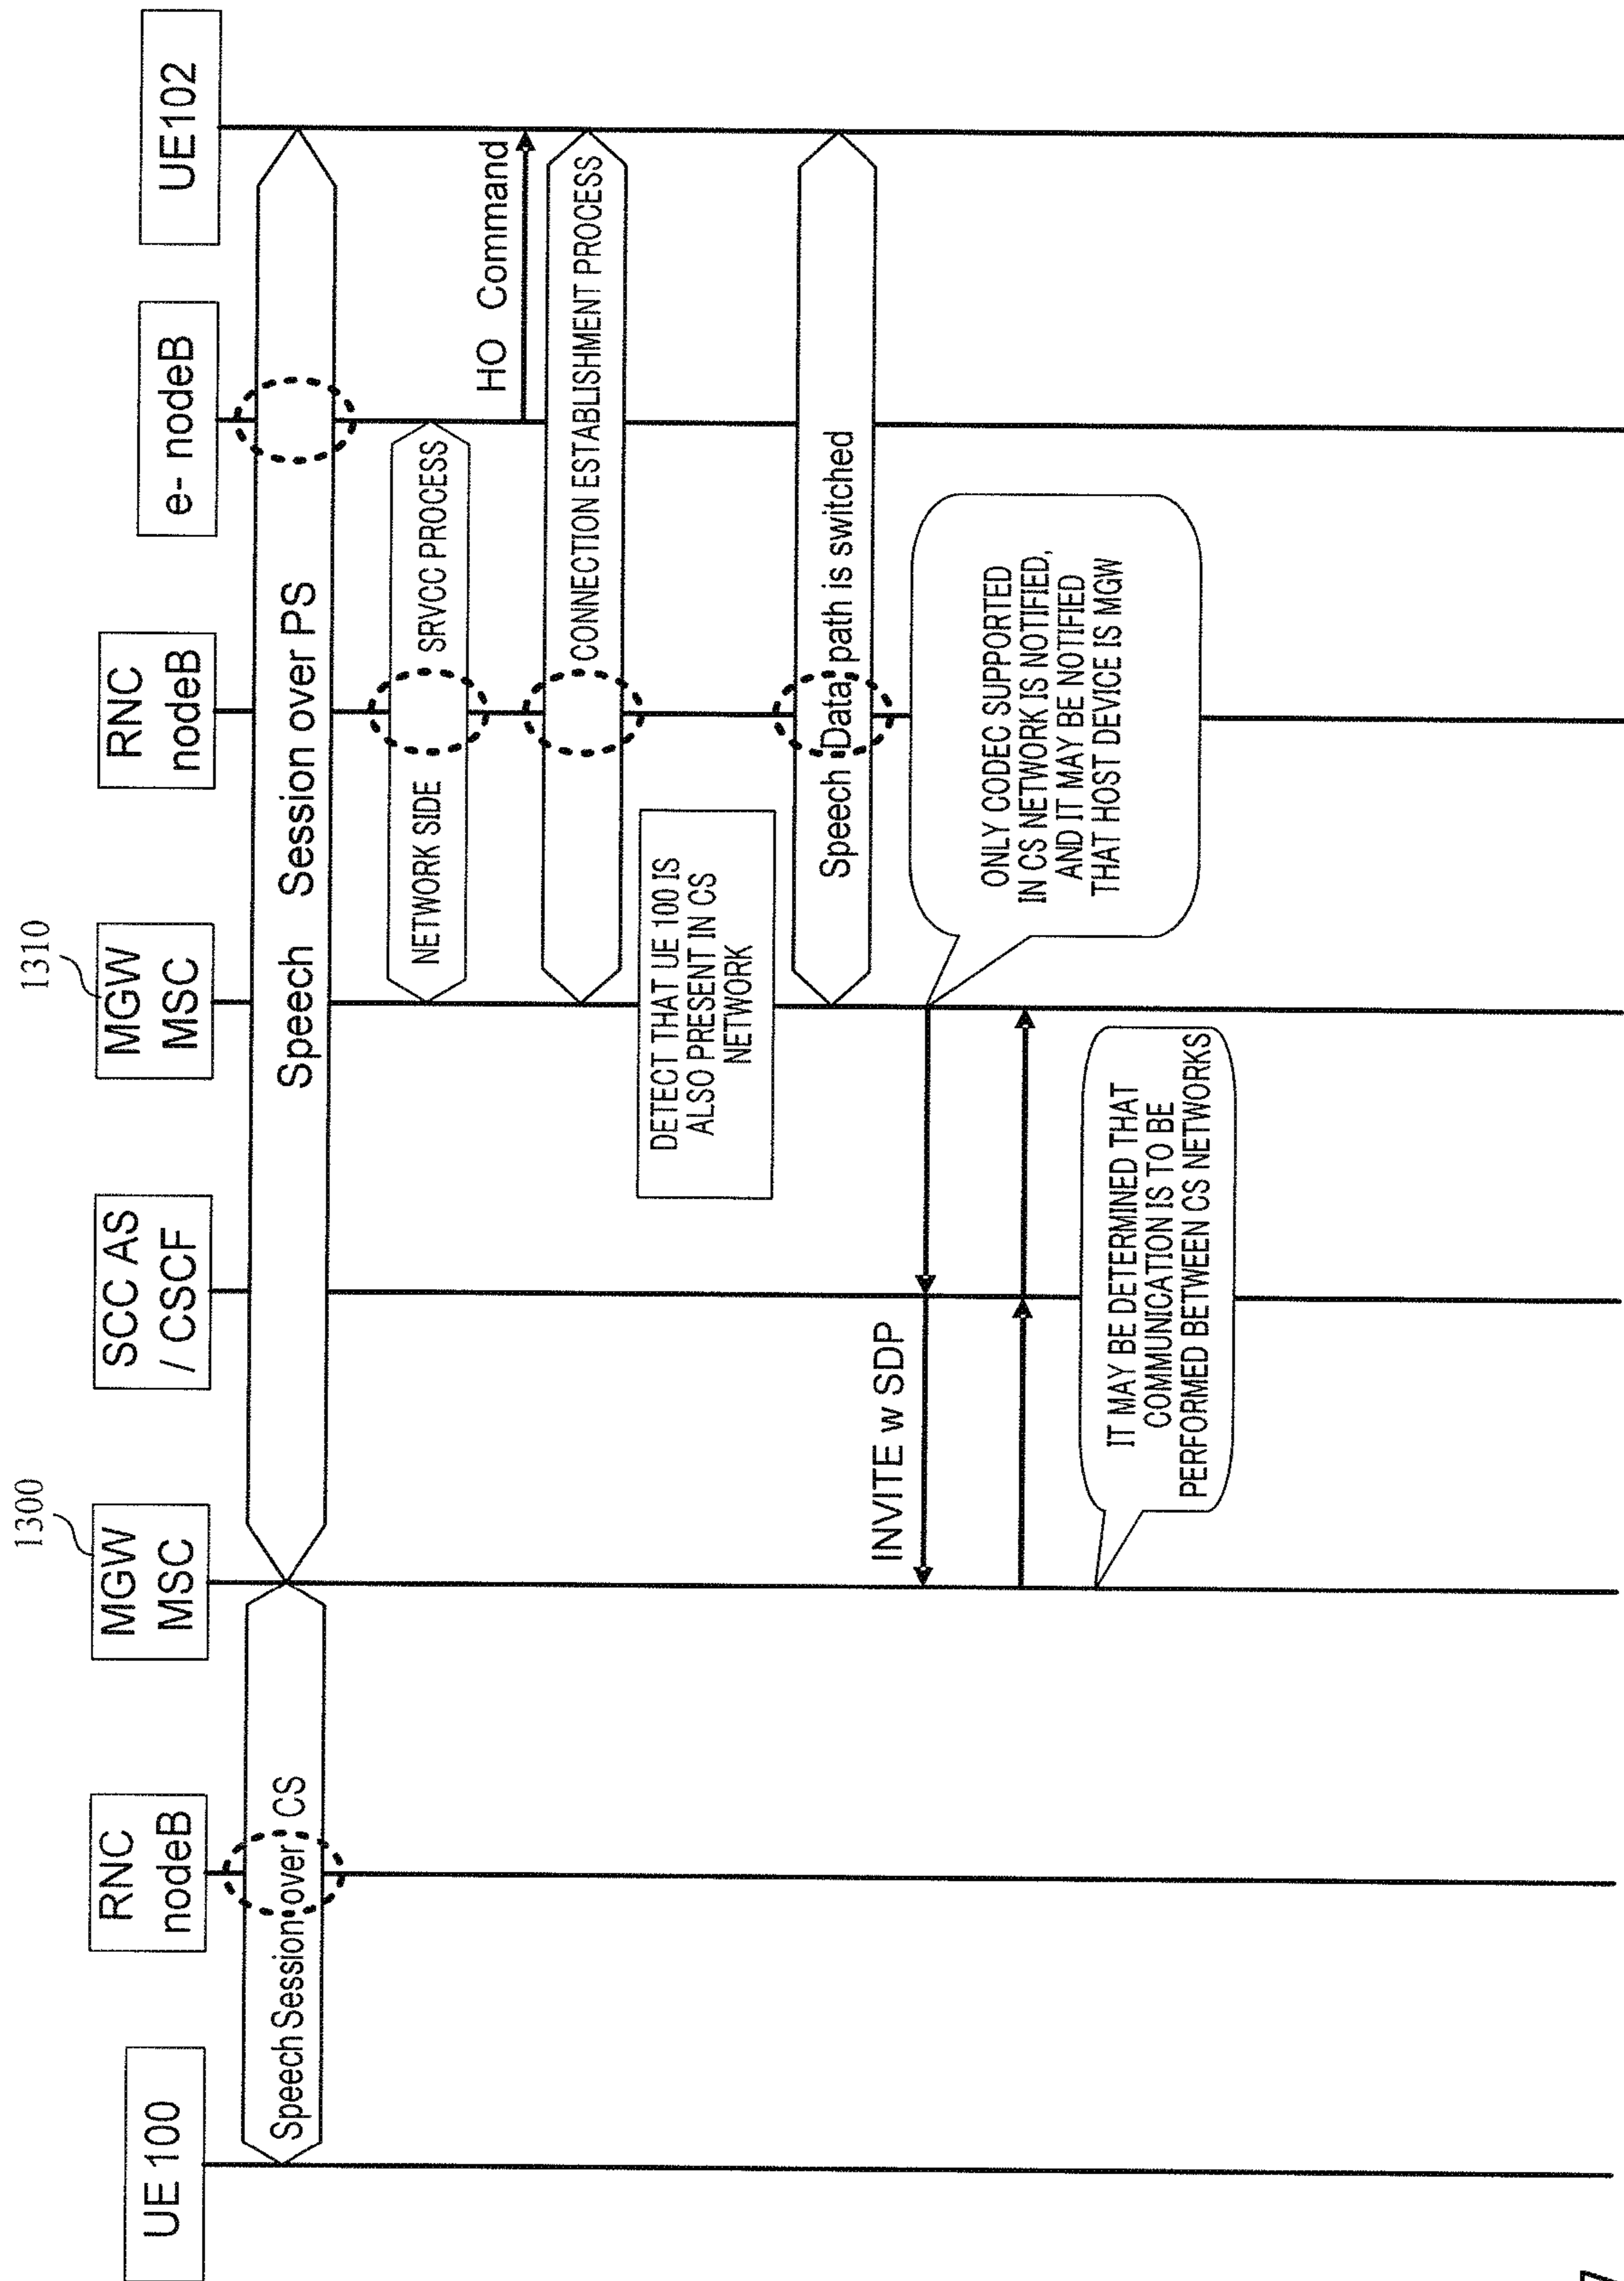 UE 100
RNC
nodeB
1300
MGW
MSC
SCC AS
/ CSCF
1310
MGW
MSC
RNC
nodeB
e- nodeB
UE102
Speech Session over CS
Speech Session over PS
NETWORK SIDE SRVCC PROCESS
HO Command
CONNECTION ESTABLISHMENT PROCESS
DETECT THAT UE 100 IS
ALSO PRESENT IN CS
NETWORK
Speech Data path is switched
INVITE w SDP
ONLY CODEC SUPPORTED
IN CS NETWORK IS NOTIFIED,
AND IT MAY BE NOTIFIED
THAT HOST DEVICE IS MGW
IT MAY BE DETERMINED THAT
COMMUNICATION IS TO BE
PERFORMED BETWEEN CS NETWORKS